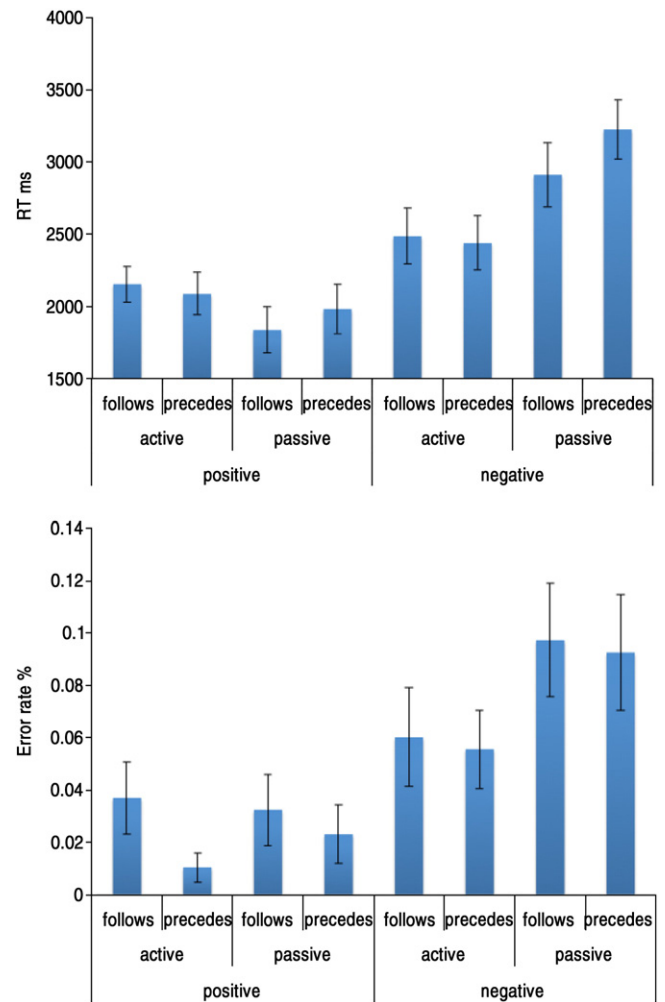 4000
3500
3000
RT ms
2500
2000
1500
follows precedes follows precedes follows precedes follows precedes
active passive active passive
positive negative
0.14
0.12
0.1
0.08
Error rate %
0.06
0.04
0.02
0
follows precedes follows precedes follows precedes follows precedes
active passive active passive
positive negative